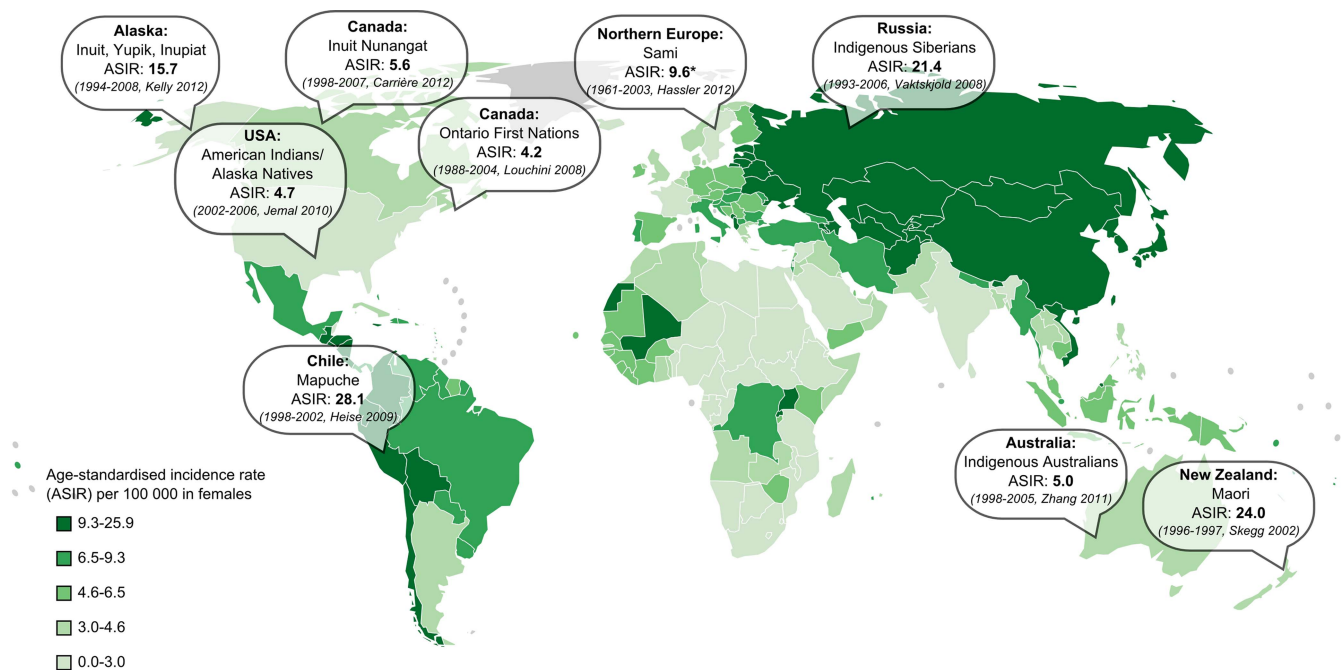 Alaska:
Inuit, Yupik, Inupiat
ASIR: 15.7
(1994-2008, Kelly 2012)
Canada:
Inuit Nunangat
ASIR: 5.6
(1998-2007, Carrière 2012)
Northern Europe:
Sami
ASIR: 9.6*
(1961-2003, Hassler 2012)
Russia:
Indigenous Siberians
ASIR: 21.4
(1993-2006, Vaktskjold 2008)
USA:
American Indians/
Alaska Natives
ASIR: 4.7
(2002-2006, Jemal 2010)
Canada:
Ontario First Nations
ASIR: 4.2
(1988-2004, Louchini 2008)
Chile:
Mapuche
ASIR: 28.1
(1998-2002, Heise 2009)
Australia:
Indigenous Australians
ASIR: 5.0
(1998-2005, Zhang 2011)
New Zealand:
Maori
ASIR: 24.0
(1996-1997, Skegg 2002)
Age-standardised incidence rate
(ASIR) per 100 000 in females
9.3-25.9
6.5-9.3
4.6-6.5
3.0-4.6
0.0-3.0